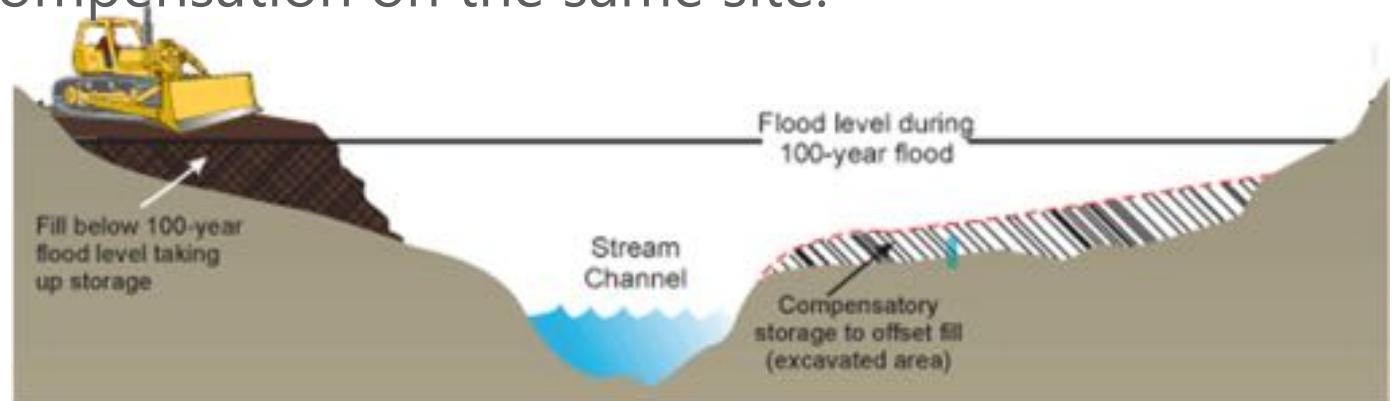 ompensation on the same site.
Flood level during
100-year flood
Fill below 100-year
flood level taking
up storage
Stream
Channel
Compensatory
storage to offset fill
(excavated area)